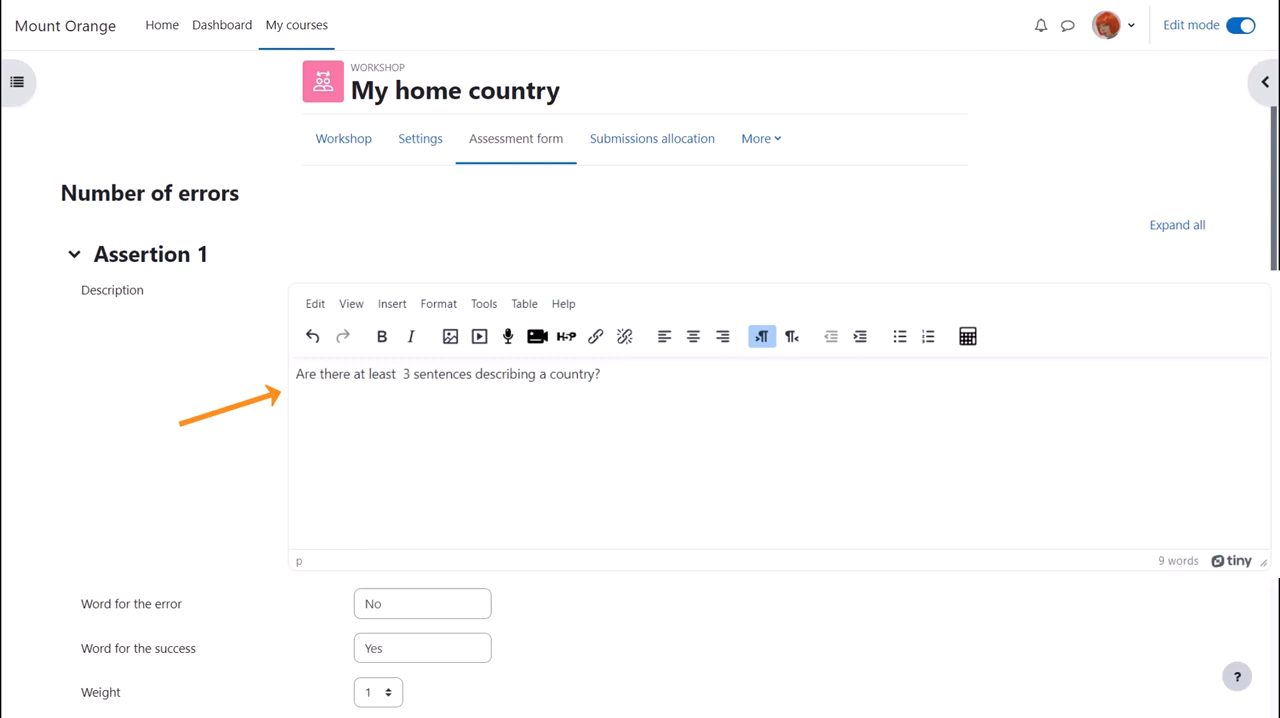 Mount Orange
Home Dashboard My courses
Edit mode
WORKSHOP
My home country
Workshop Settings Assessment form Submissions allocation More
Number of errors
Expand all
Assertion 1
Description
Edit View Insert Format Tools Table Help
B I H-P
Are there at least 3 sentences describing a country?
p 9 words tiny
Word for the error No
Word for the success Yes
Weight 1
?